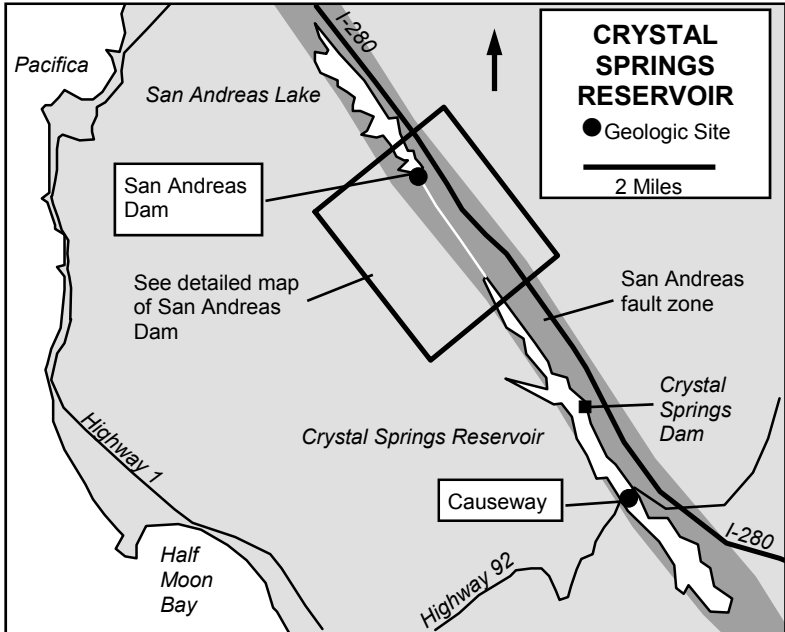 I-280
CRYSTAL
SPRINGS
RESERVOIR
Geologic Site
2 Miles
Pacifica
San Andreas Lake
San Andreas
Dam
See detailed map
of San Andreas
Dam
San Andreas
fault zone
Crystal
Springs
Dam
Crystal Springs Reservoir
Highway 1
Causeway
I-280
Half
Moon
Bay
Highway 92